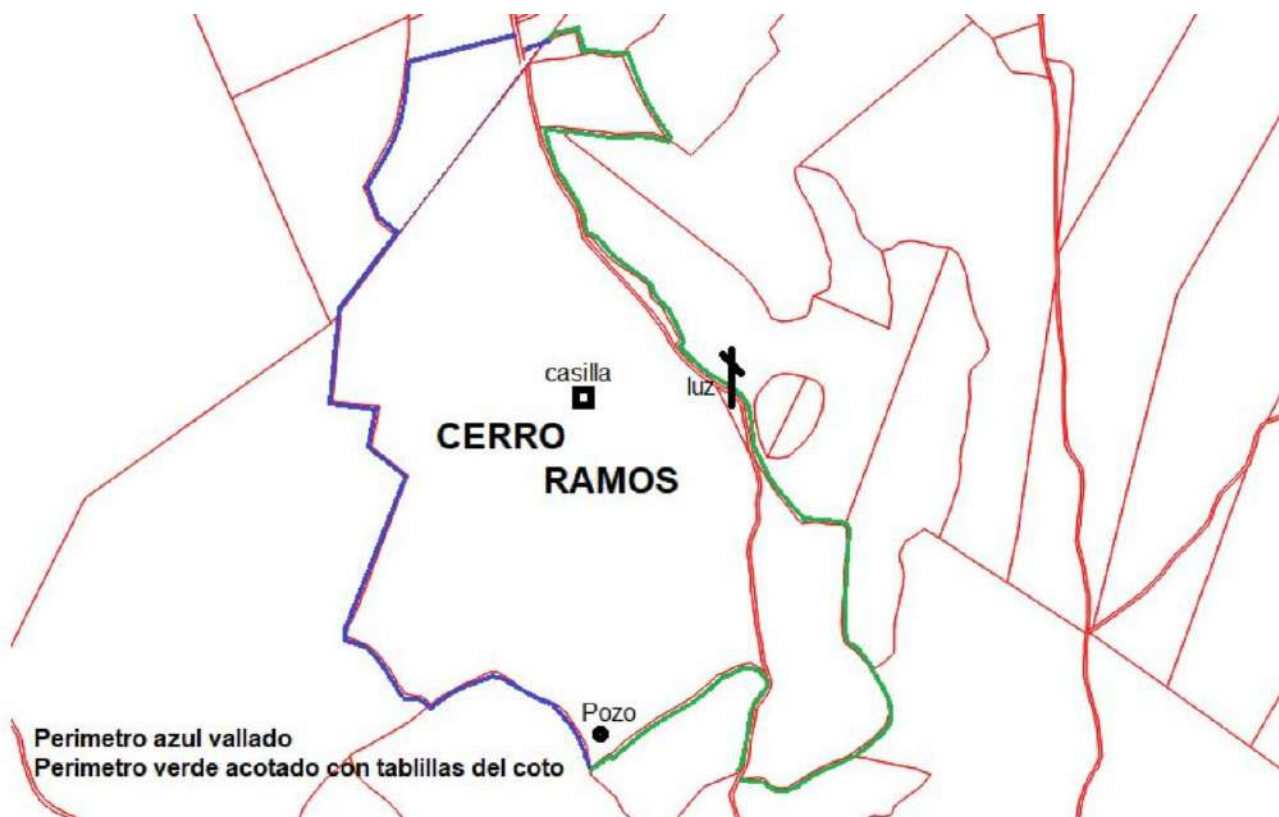 casilla
luz
CERRO
RAMOS
Pozo
Perimetro azul vallado
Perimetro verde acotado con tablillas del coto